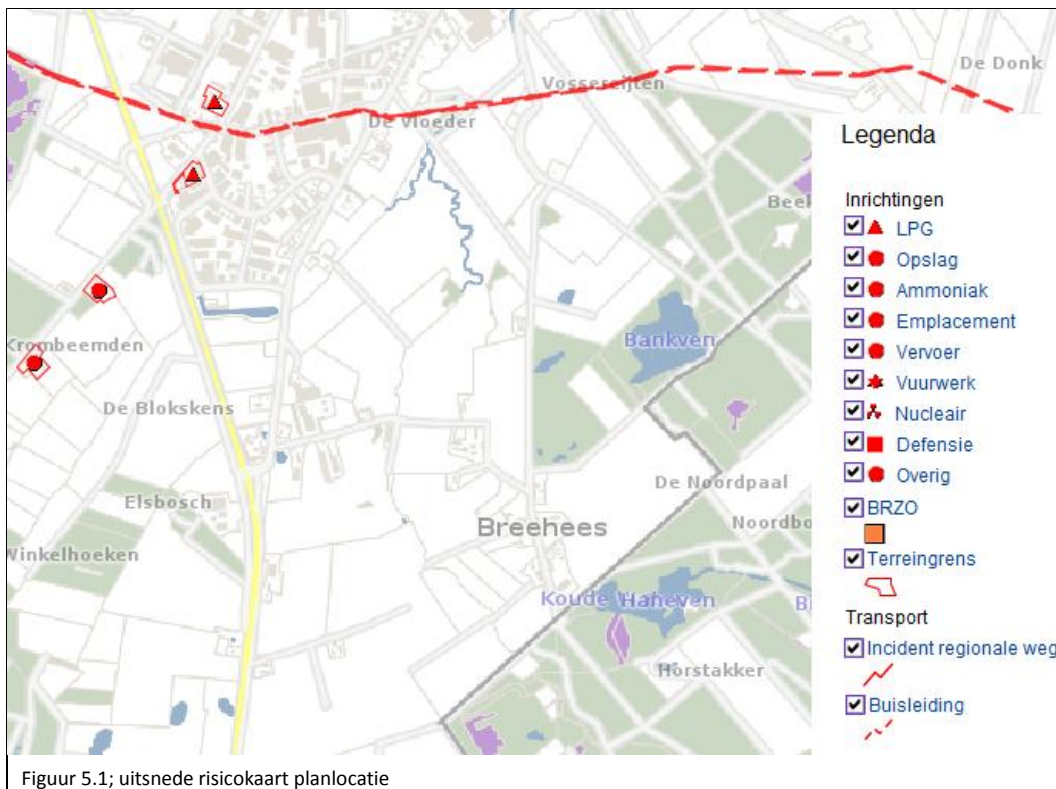 De Donk
Vossereijten
De Vloeder
Beek
Krombeemden
Bankven
De Blokskens
De Noordpaal
Elsbosch
Breehees
Noordbo
Winkelhoeken
Koude Haneven
Horstakker
Legenda
Inrichtingen
LPG
Opslag
Ammoniak
Emplacement
Vervoer
Vuurwerk
Nucleair
Defensie
Overig
BRZO
Terreingrens
Transport
Incident regionale weg
Buisleiding
Figuur 5.1; uitsnede risicokaart planlocatie